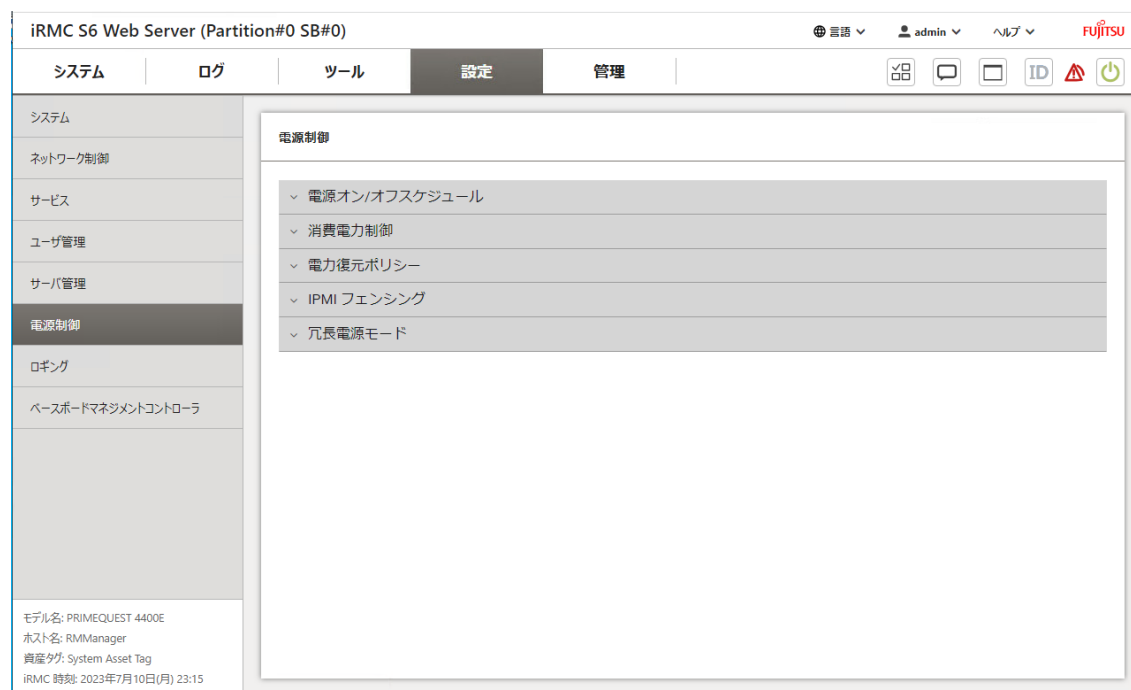 iRMC S6 Web Server (Partition#0 SB#0)
言語 admin ヘルプ FUJITSU
システム ログ ツール 設定 管理
ID
システム
ネットワーク制御
サービス
ユーザ管理
サーバ管理
電源制御
ロギング
ベースボードマネジメントコントローラ
電源制御
電源オン/オフスケジュール
消費電力制御
電力復元ポリシー
IPMI フェンシング
冗長電源モード
モデル名: PRIMEQUEST 4400E
ホスト名: RMManager
資産タグ: System Asset Tag
iRMC 時刻: 2023年7月10日(月) 23:15